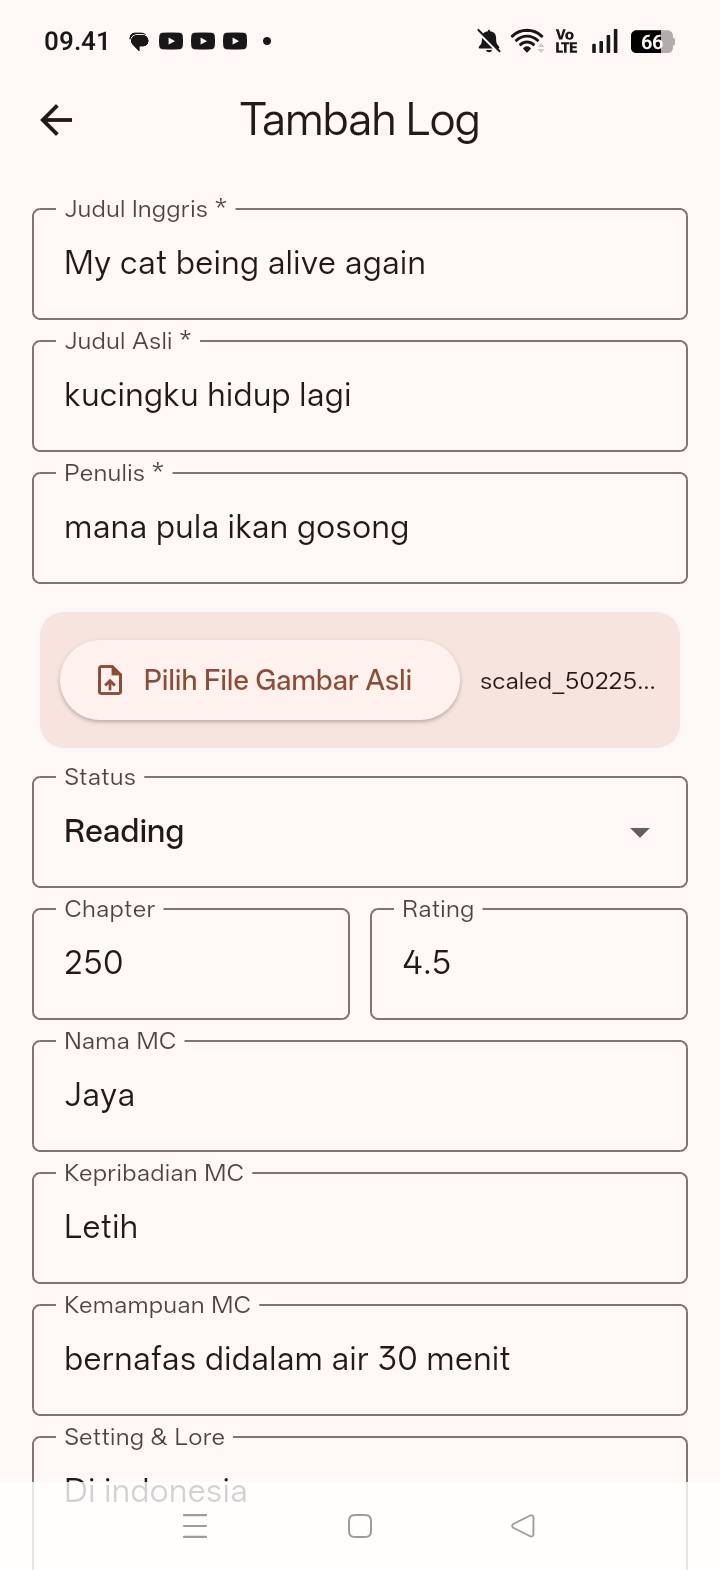 09.41
Vo LTE
66
Tambah Log
Judul Inggris *
My cat being alive again
Judul Asli *
kucingku hidup lagi
Penulis *
mana pula ikan gosong
Pilih File Gambar Asli
scaled_50225...
Status
Reading
Chapter
250
Rating
4.5
Nama MC
Jaya
Kepribadian MC
Letih
Kemampuan MC
bernafas didalam air 30 menit
Setting & Lore
Di indonesia